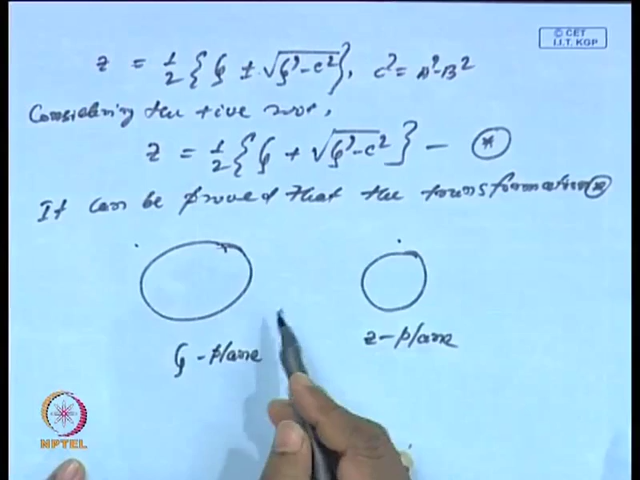 © CET
I.I.T. KGP
z = 1/2 { ζ ± √(ζ² - c²) }, c² = A² - B²
Considering the +ive root,
z = 1/2 { ζ + √(ζ² - c²) } — (*)
It can be proved that the transformation (*)
ζ - plane
z - plane
NPTEL